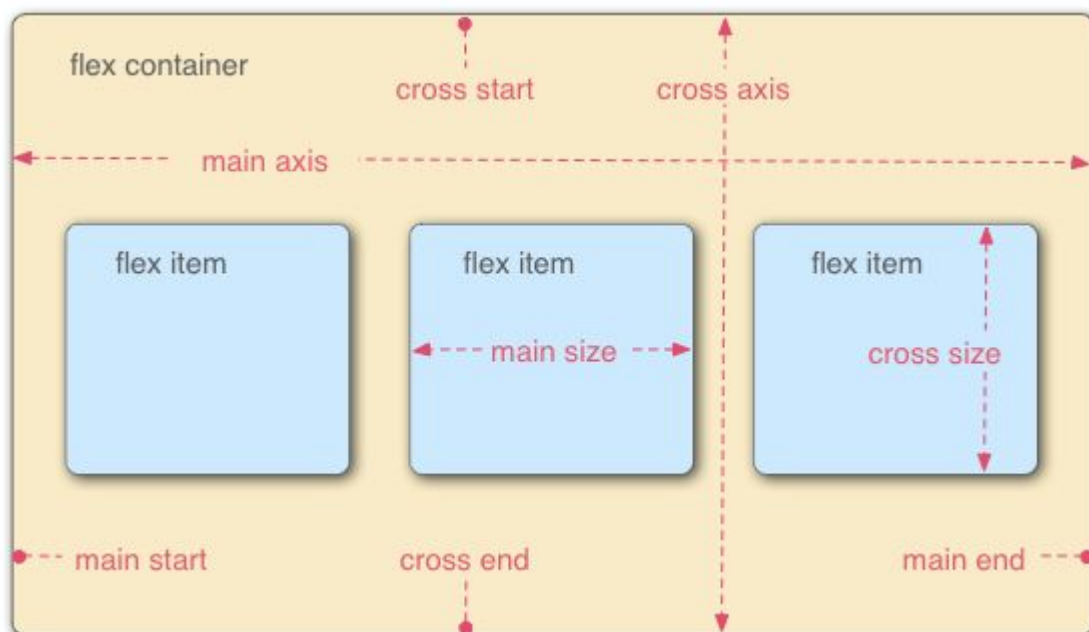 flex container
cross start
cross axis
main axis
flex item
flex item
flex item
main size
cross size
main start
cross end
main end